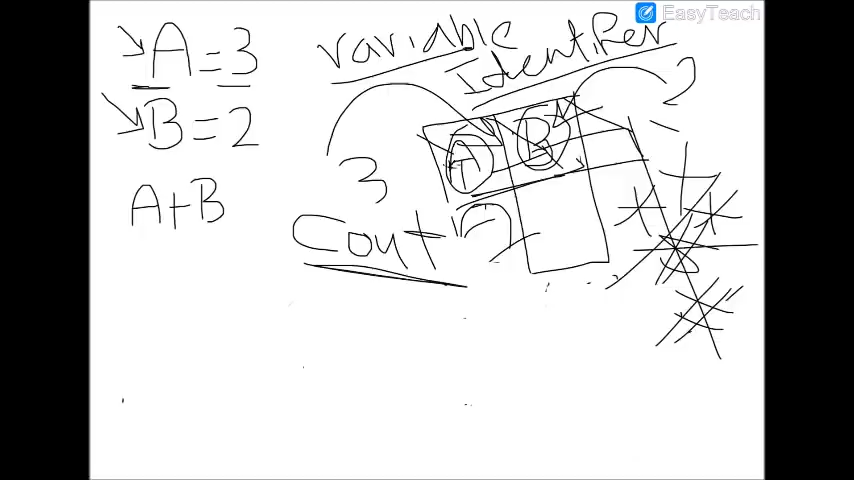 EasyTeach
A=3
variable
Identifier
B=2
A B
2
3
A+B
Cout